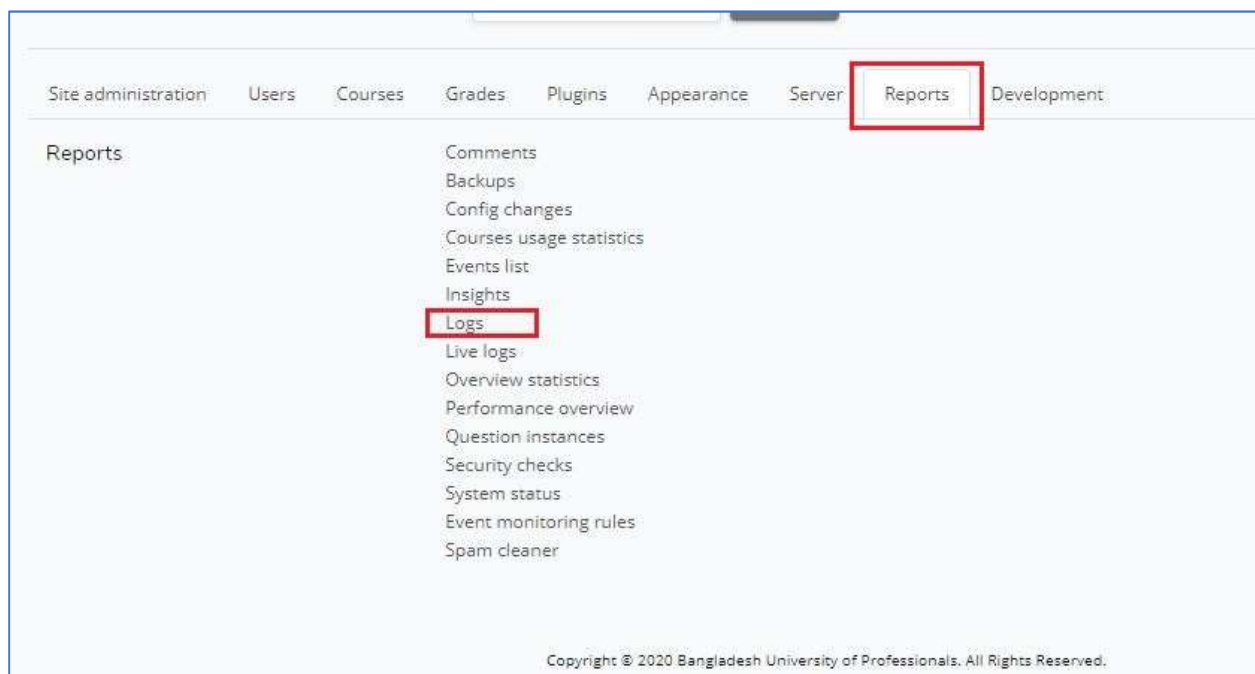 Site administration Users Courses Grades Plugins Appearance Server Reports Development
Reports
Comments
Backups
Config changes
Courses usage statistics
Events list
Insights
Logs
Live logs
Overview statistics
Performance overview
Question instances
Security checks
System status
Event monitoring rules
Spam cleaner
Copyright © 2020 Bangladesh University of Professionals. All Rights Reserved.